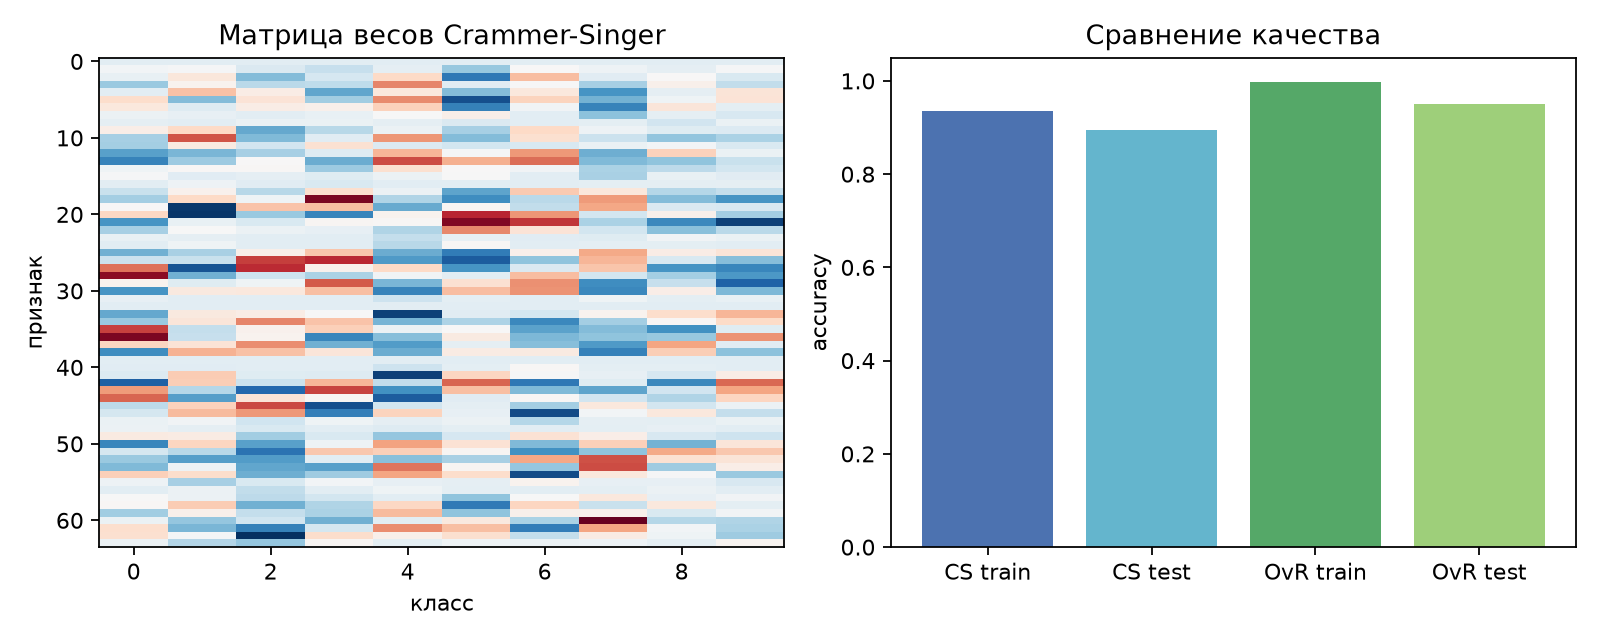 Матрица весов Crammer-Singer
признак
0
10
20
30
40
50
60
0 2 4 6 8
класс
Сравнение качества
accuracy
1.0
0.8
0.6
0.4
0.2
0.0
CS train CS test OvR train OvR test